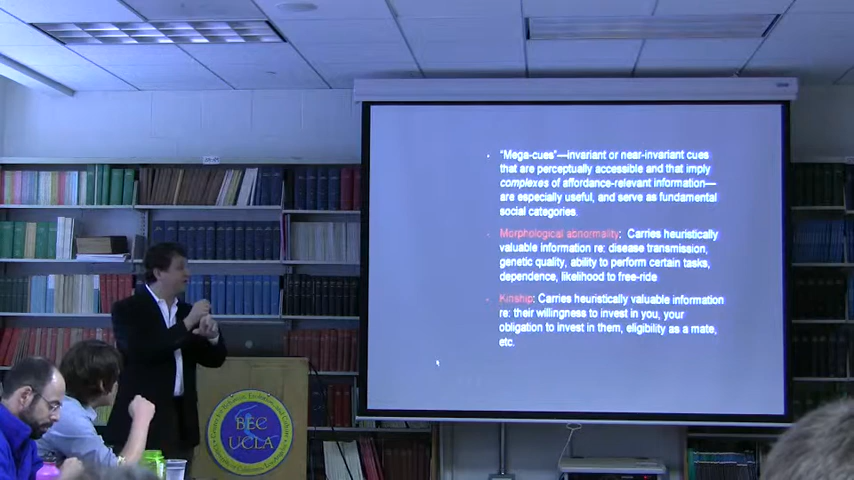 • "Mega-cues"—invariant or near-invariant cues
that are perceptually accessible and that imply
complexes of affordance-relevant information—
are especially useful, and serve as fundamental
social categories.
• Morphological abnormality: Carries heuristically
valuable information re: disease transmission,
genetic quality, ability to perform certain tasks,
dependence, likelihood to free-ride
• Kinship: Carries heuristically valuable information
re: their willingness to invest in you, your
obligation to invest in them, eligibility as a mate,
etc.
BEC
UCLA